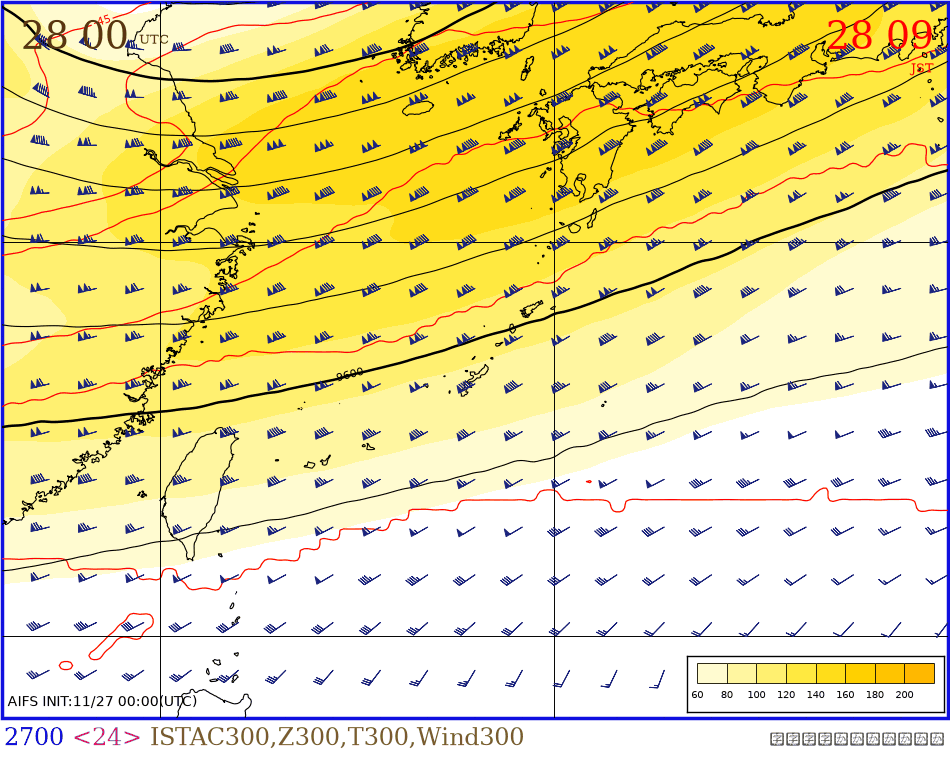 -45
28 00 UTC
28 09
JST
9600
60 80 100 120 140 160 180 200
AIFS INIT:11/27 00:00(UTC)
2700 <24> ISTAC300,Z300,T300,Wind300